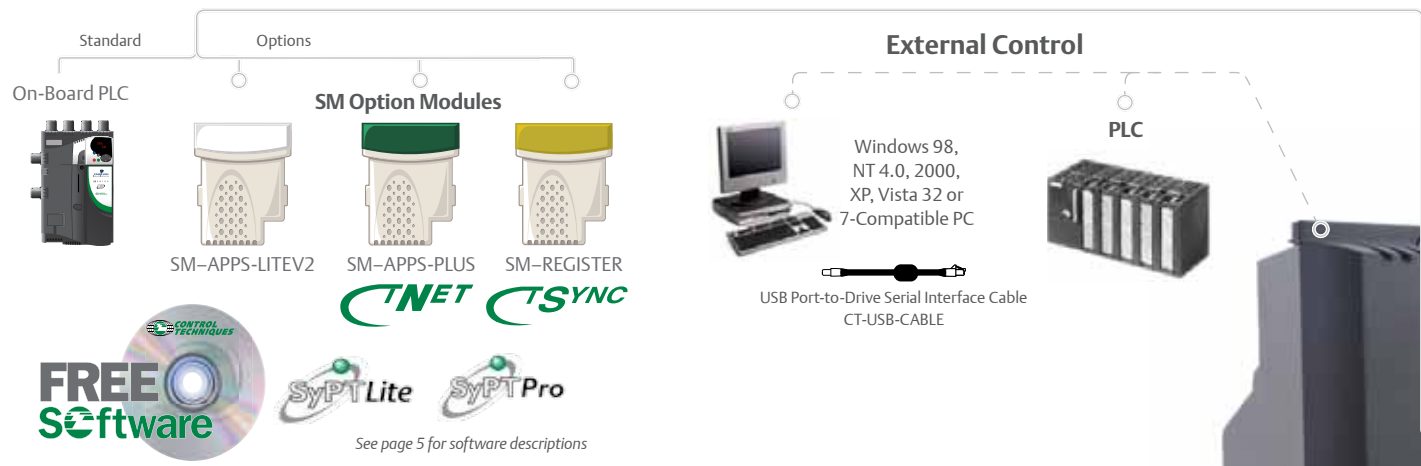 Standard
Options
On-Board PLC
SM Option Modules
SM–APPS-LITEV2
SM–APPS-PLUS
SM–REGISTER
TNET
TSYNC
CONTROL
TECHNIQUES
FREE
Software
SyPTLite
SyPTPro
See page 5 for software descriptions
External Control
Windows 98,
NT 4.0, 2000,
XP, Vista 32 or
7-Compatible PC
USB Port-to-Drive Serial Interface Cable
CT-USB-CABLE
PLC